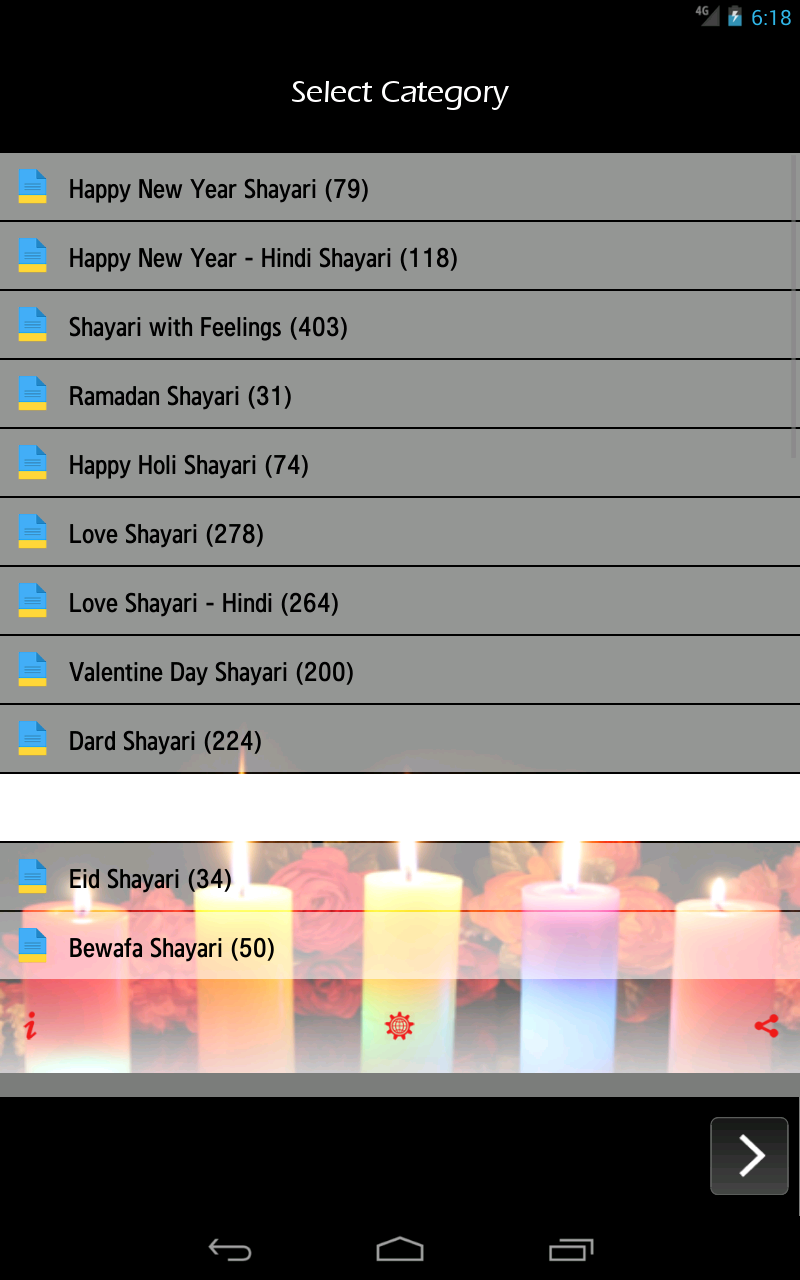 4G 6:18
Select Category
Happy New Year Shayari (79)
Happy New Year - Hindi Shayari (118)
Shayari with Feelings (403)
Ramadan Shayari (31)
Happy Holi Shayari (74)
Love Shayari (278)
Love Shayari - Hindi (264)
Valentine Day Shayari (200)
Dard Shayari (224)
Eid Shayari (34)
Bewafa Shayari (50)